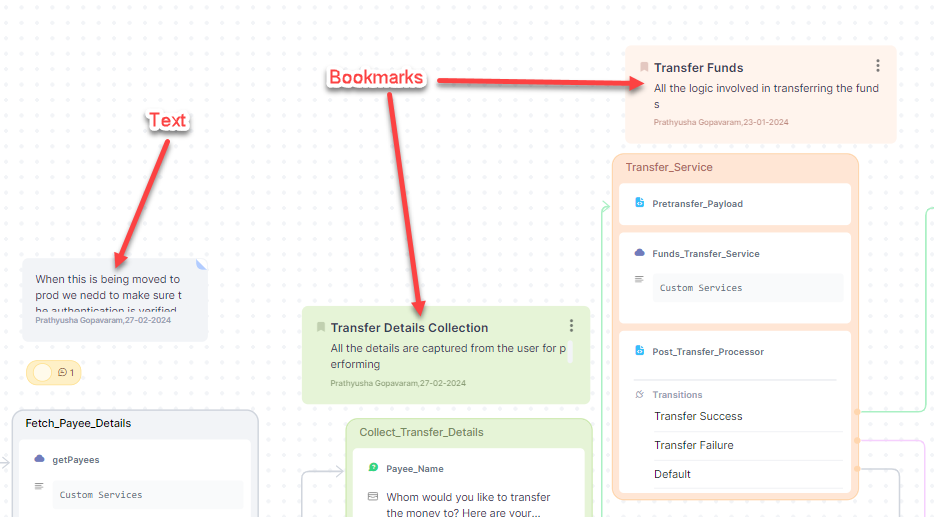 Bookmarks
Text
Transfer Funds
All the logic involved in transferring the fund
s
Prathyusha Gopavaram,23-01-2024
Transfer_Service
Pretransfer_Payload
Funds_Transfer_Service
Custom Services
Post_Transfer_Processor
Transitions
Transfer Success
Transfer Failure
Default
When this is being moved to
prod we nedd to make sure t
he authentication is verified
Prathyusha Gopavaram,27-02-2024
1
Fetch_Payee_Details
getPayees
Custom Services
Transfer Details Collection
All the details are captured from the user for p
erforming
Prathyusha Gopavaram,27-02-2024
Collect_Transfer_Details
Payee_Name
Whom would you like to transfer
the money to? Here are your...